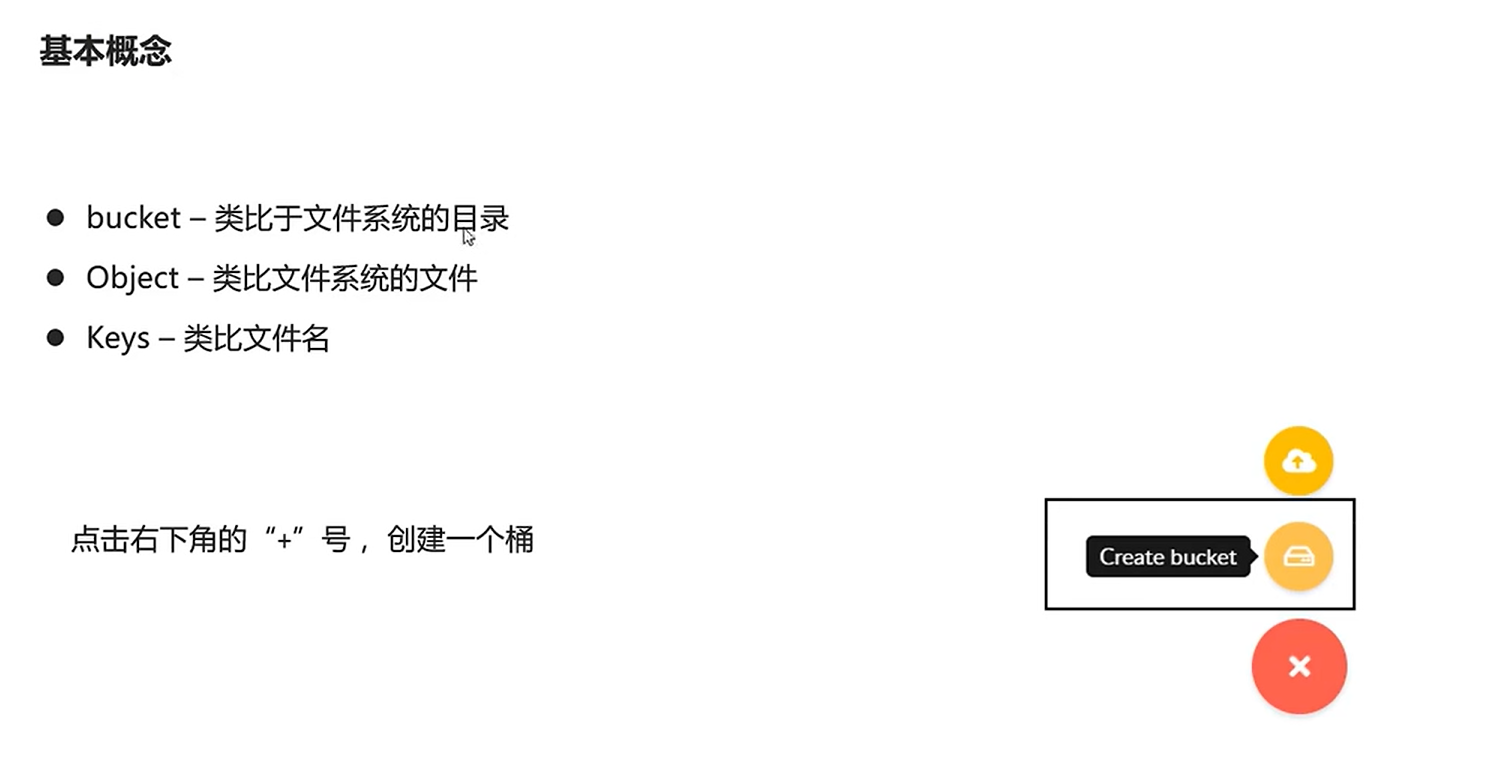 基本概念
bucket – 类比于文件系统的目录
Object – 类比文件系统的文件
Keys – 类比文件名
点击右下角的“+”号，创建一个桶
Create bucket